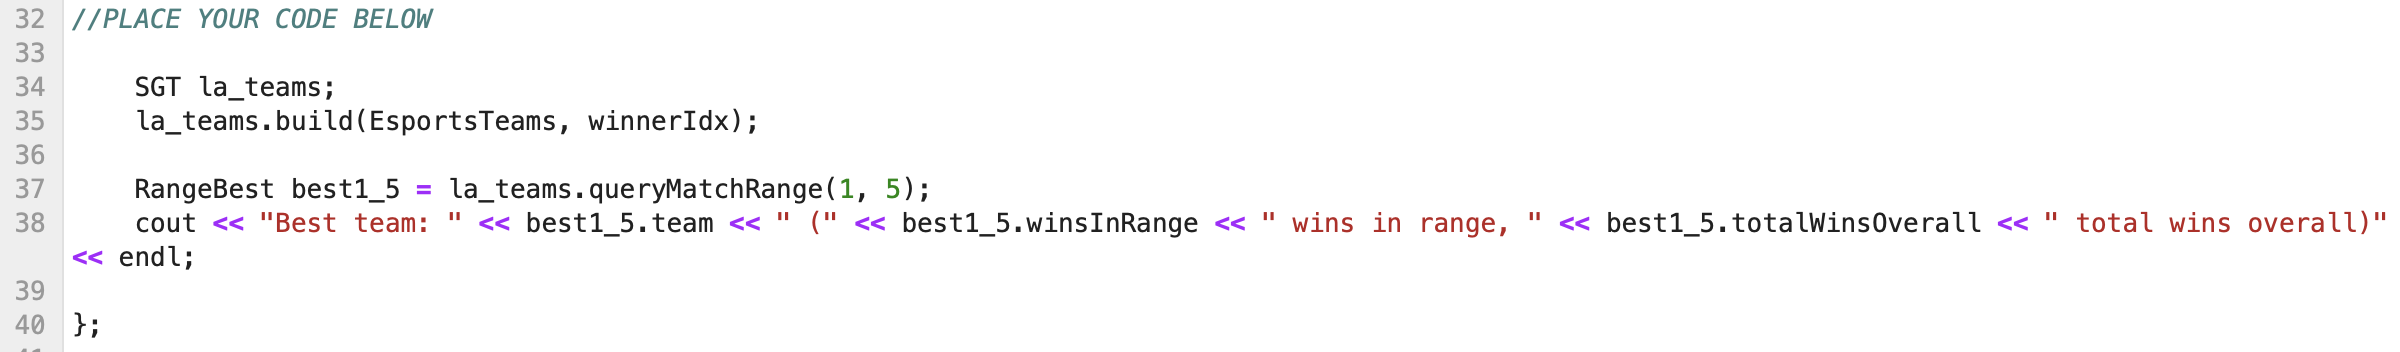 32 //PLACE YOUR CODE BELOW
33
34 SGT la_teams;
35 la_teams.build(EsportsTeams, winnerIdx);
36
37 RangeBest best1_5 = la_teams.queryMatchRange(1, 5);
38 cout << "Best team: " << best1_5.team << " (" << best1_5.winsInRange << " wins in range, " << best1_5.totalWinsOverall << " total wins overall)"
<< endl;
39
40 };